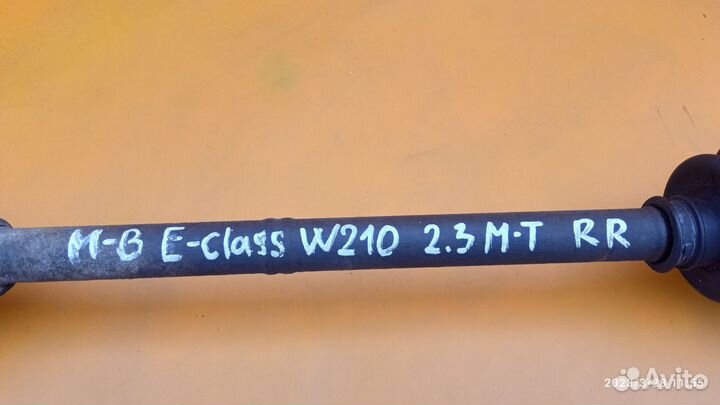 M-B E-class W210 2.3 M·T RR
Avito